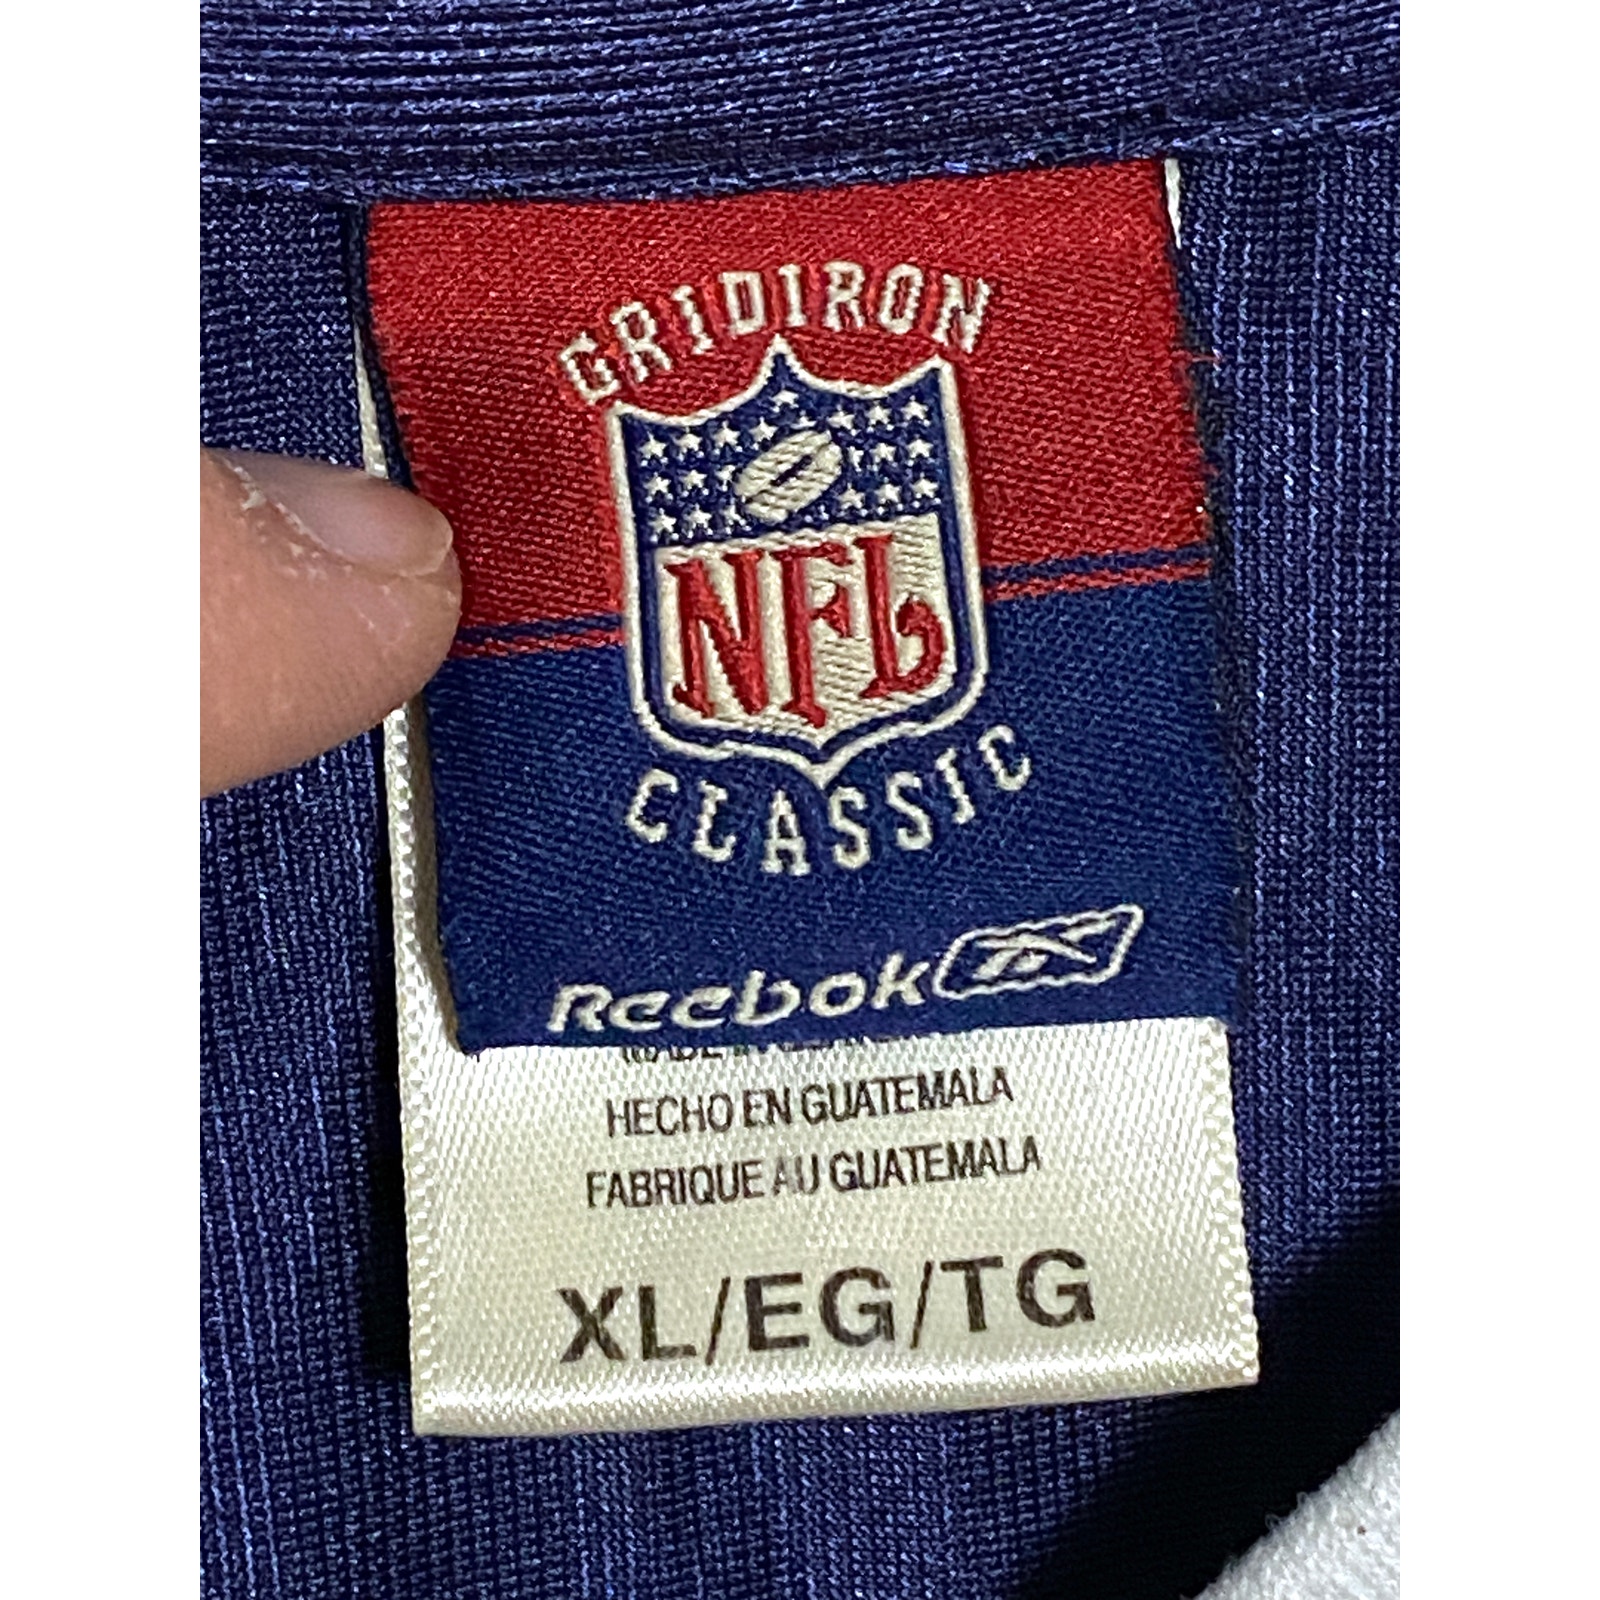 GRIDIRON
NFL
CLASSIC
Reebok
HECHO EN GUATEMALA
FABRIQUE AU GUATEMALA
XL/EG/TG